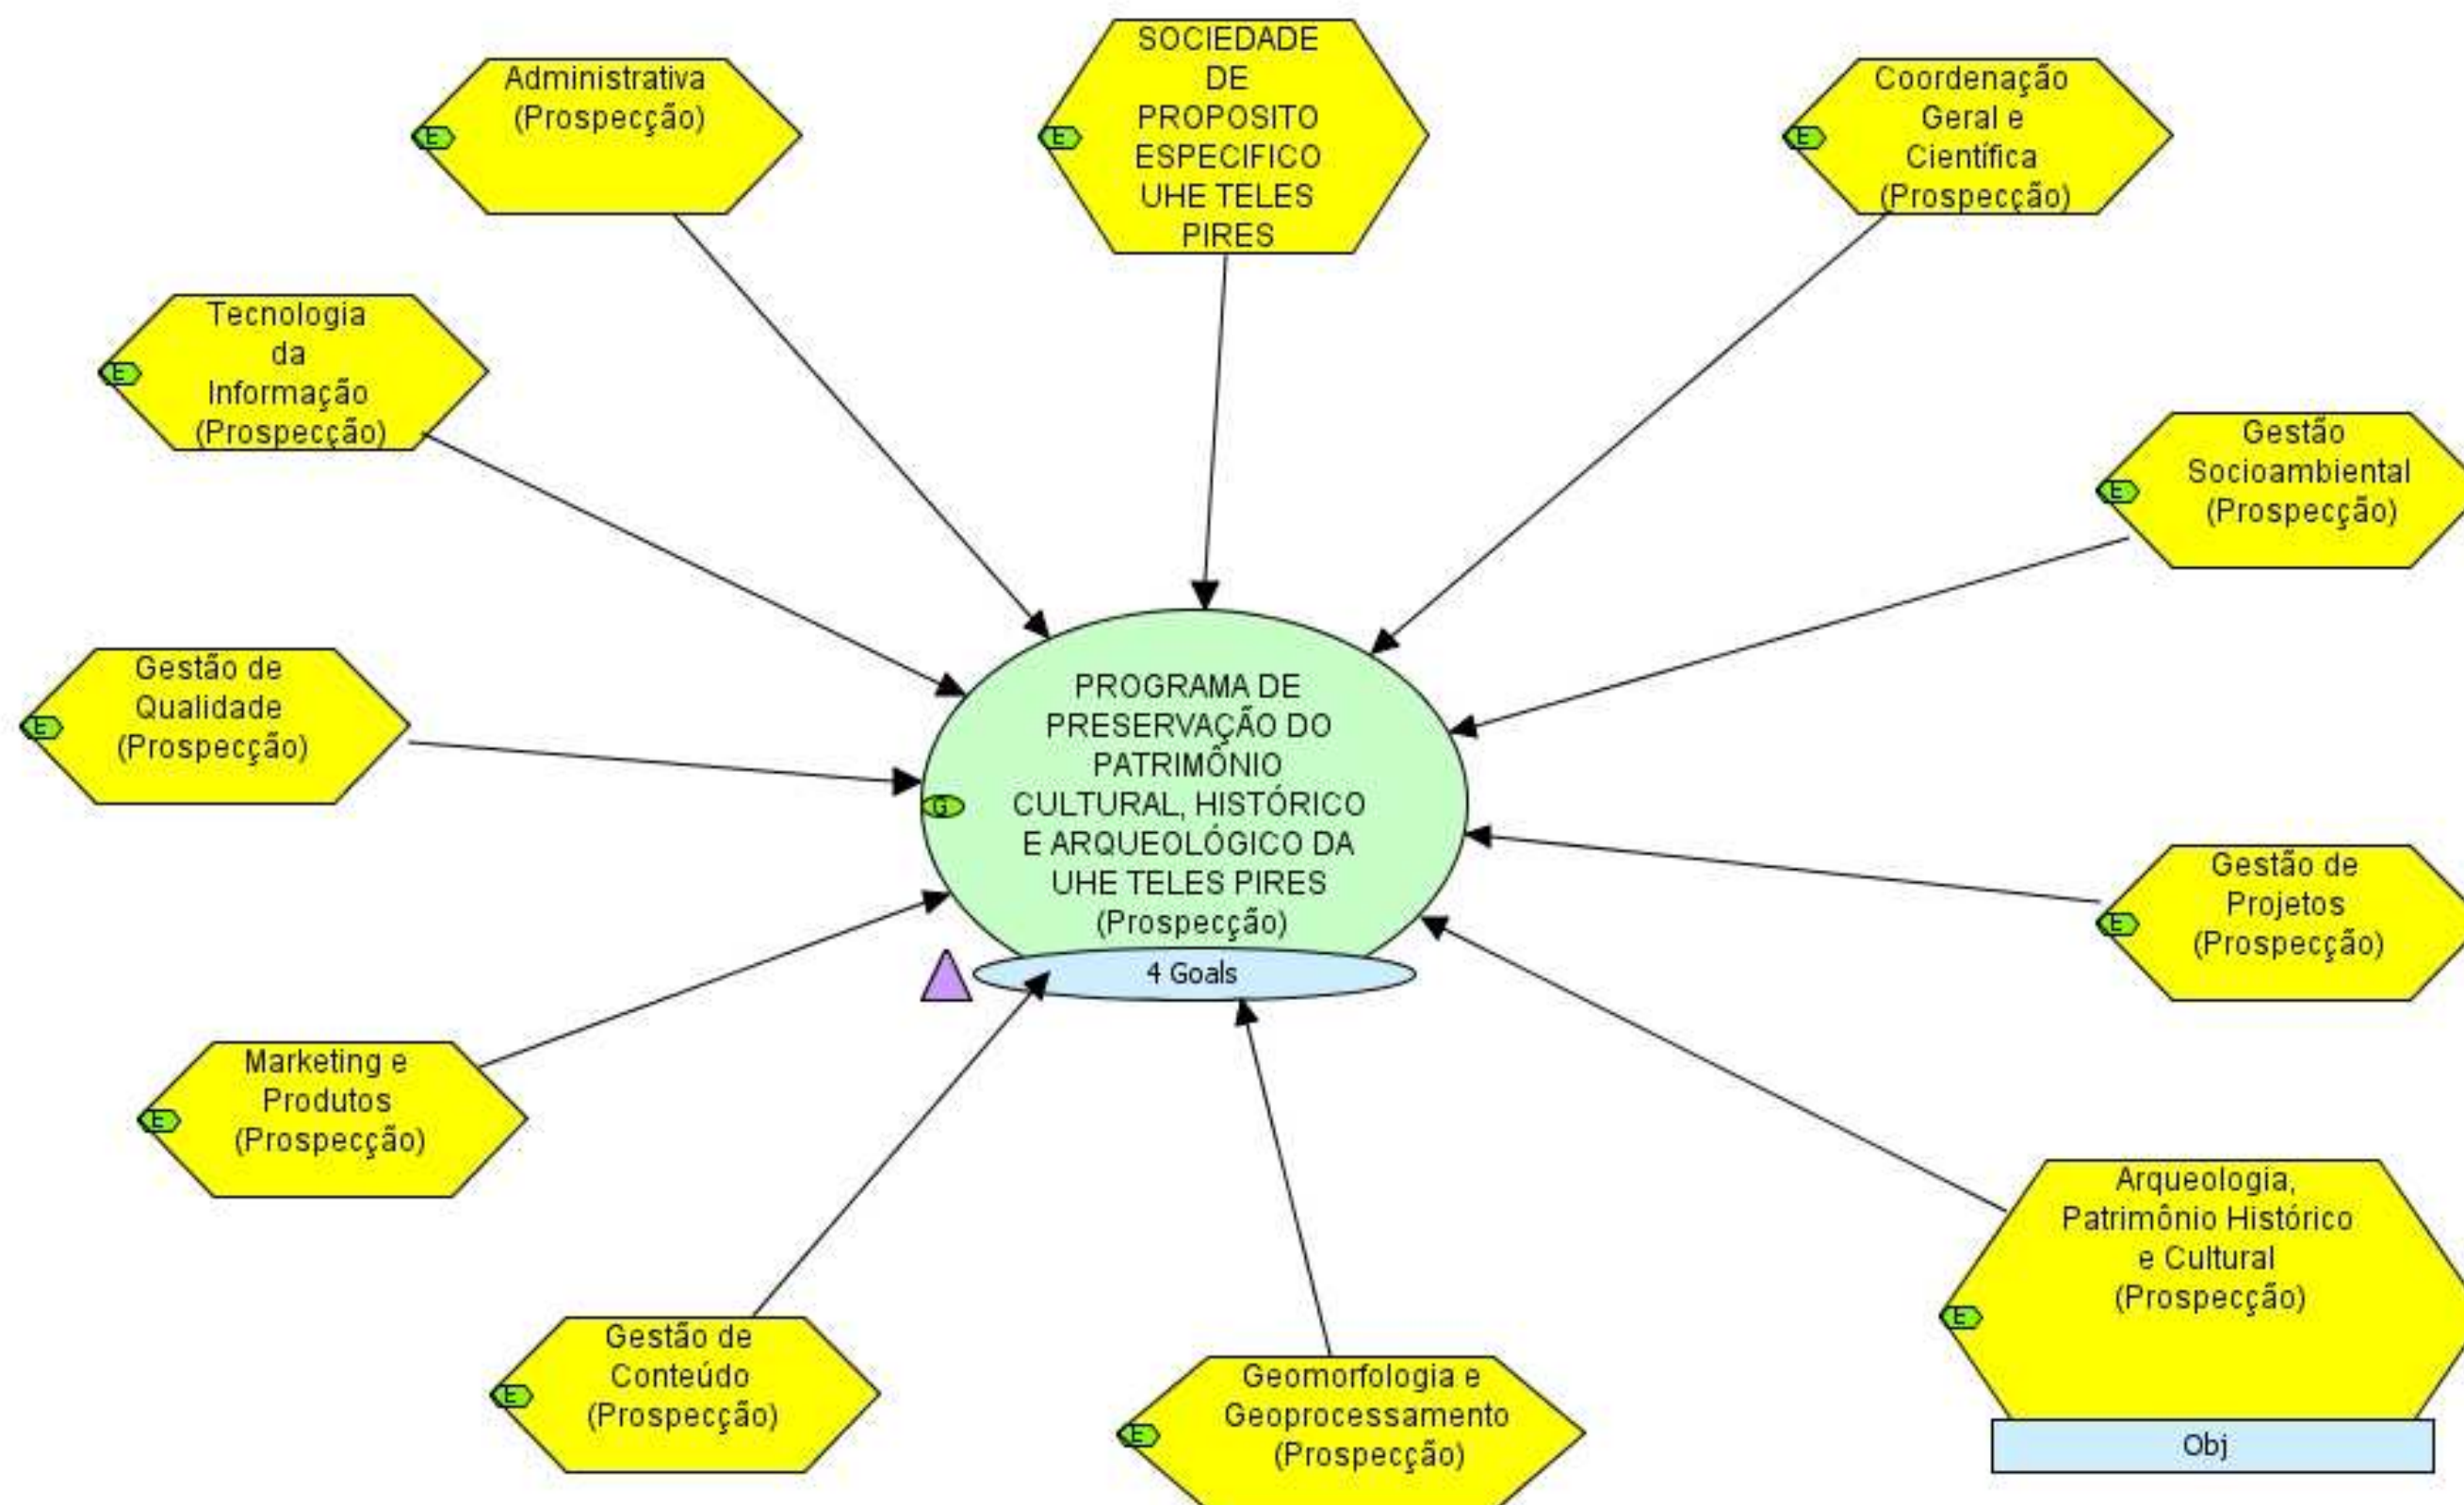 SOCIEDADE
DE
PROPOSITO
ESPECIFICO
UHE TELES
PIRES
Administrativa
(Prospecção)
E
E
Coordenação
Geral e
Científica
(Prospecção)
E
Tecnologia
da
Informação
(Prospecção)
E
Gestão
Socioambiental
(Prospecção)
E
Gestão de
Qualidade
(Prospecção)
E
PROGRAMA DE
PRESERVAÇÃO DO
PATRIMÔNIO
CULTURAL, HISTÓRICO
E ARQUEOLÓGICO DA
UHE TELES PIRES
(Prospecção)
G
4 Goals
Gestão de
Projetos
(Prospecção)
E
Marketing e
Produtos
(Prospecção)
E
Arqueologia,
Patrimônio Histórico
e Cultural
(Prospecção)
E
Obj
Gestão de
Conteúdo
(Prospecção)
E
Geomorfologia e
Geoprocessamento
(Prospecção)
E